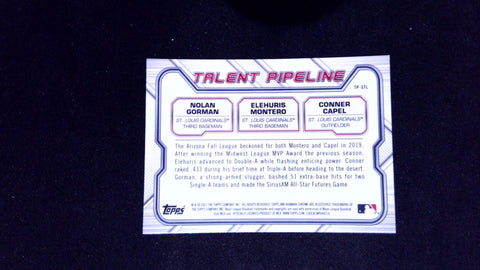 TALENT PIPELINE
TP-STL
NOLAN
GORMAN
ST. LOUIS CARDINALS®
THIRD BASEMAN
ELEHURIS
MONTERO
ST. LOUIS CARDINALS®
THIRD BASEMAN
CONNER
CAPEL
ST. LOUIS CARDINALS®
OUTFIELDER
The Arizona Fall League beckoned for both Montero and Capel in 2019.
After winning the Midwest League MVP Award the previous season,
Elehuris advanced to Double-A while flashing enticing power. Conner
raked .433 during his brief time at Triple-A before heading to the desert.
Gorman, a strong-armed slugger, bashed 51 extra-base hits for two
Single-A teams and made the SiriusXM All-Star Futures Game.
Topps